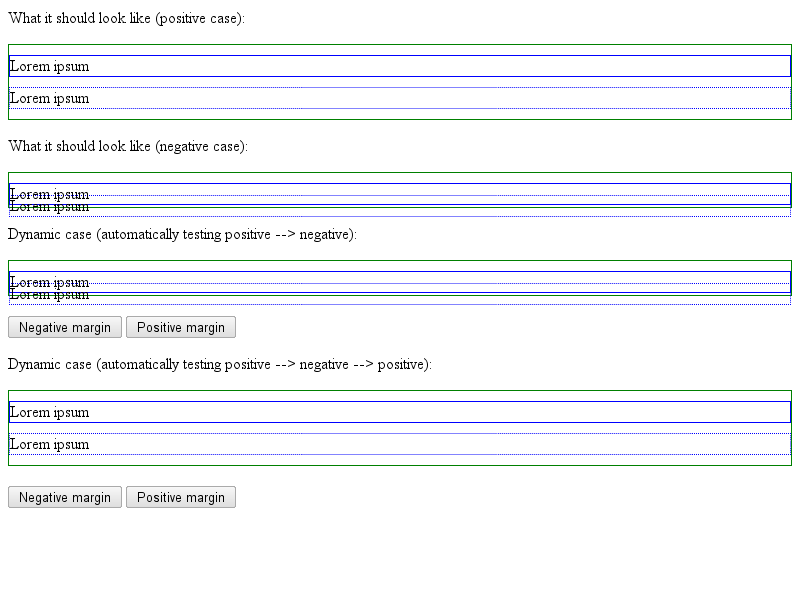 What it should look like (positive case):
Lorem ipsum
Lorem ipsum
What it should look like (negative case):
Lorem ipsum
Lorem ipsum
Dynamic case (automatically testing positive --> negative):
Lorem ipsum
Lorem ipsum
Negative margin Positive margin
Dynamic case (automatically testing positive --> negative --> positive):
Lorem ipsum
Lorem ipsum
Negative margin Positive margin